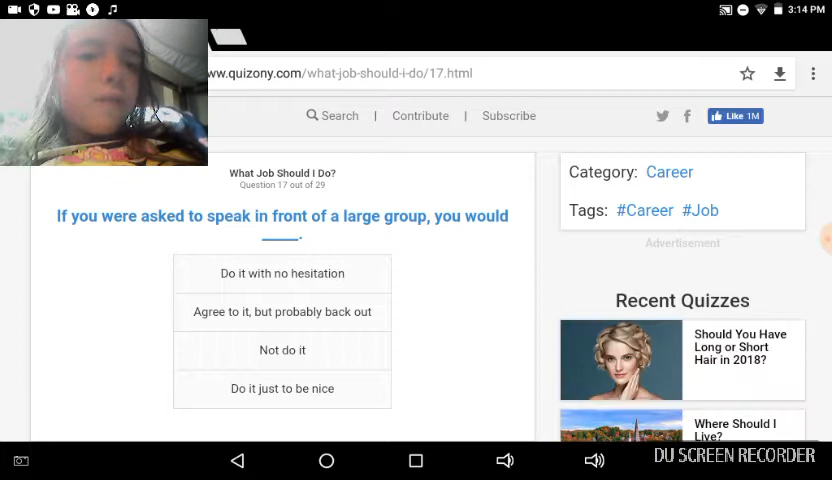 3:14 PM
ww.quizony.com/what-job-should-i-do/17.html
Search | Contribute | Subscribe
Like 1M
What Job Should I Do?
Question 17 out of 29
If you were asked to speak in front of a large group, you would
_____.
Do it with no hesitation
Agree to it, but probably back out
Not do it
Do it just to be nice
Category: Career
Tags: #Career #Job
Advertisement
Recent Quizzes
Should You Have
Long or Short
Hair in 2018?
Where Should I
Live?
DU SCREEN RECORDER